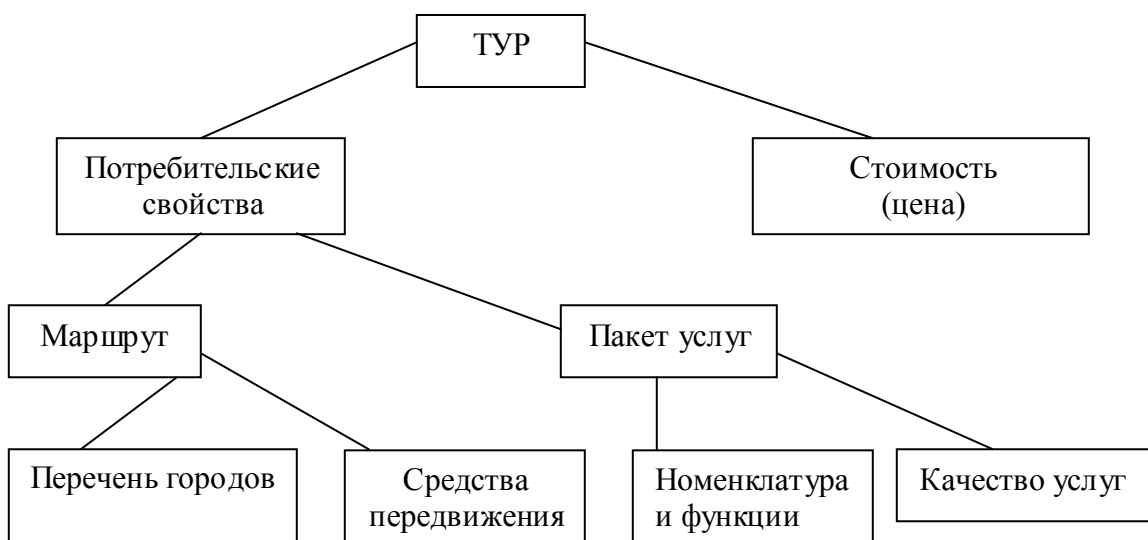 ТУР
Потребительские
свойства
Стоимость
(цена)
Маршрут
Пакет услуг
Перечень городов
Средства
передвижения
Номенклатура
и функции
Качество услуг